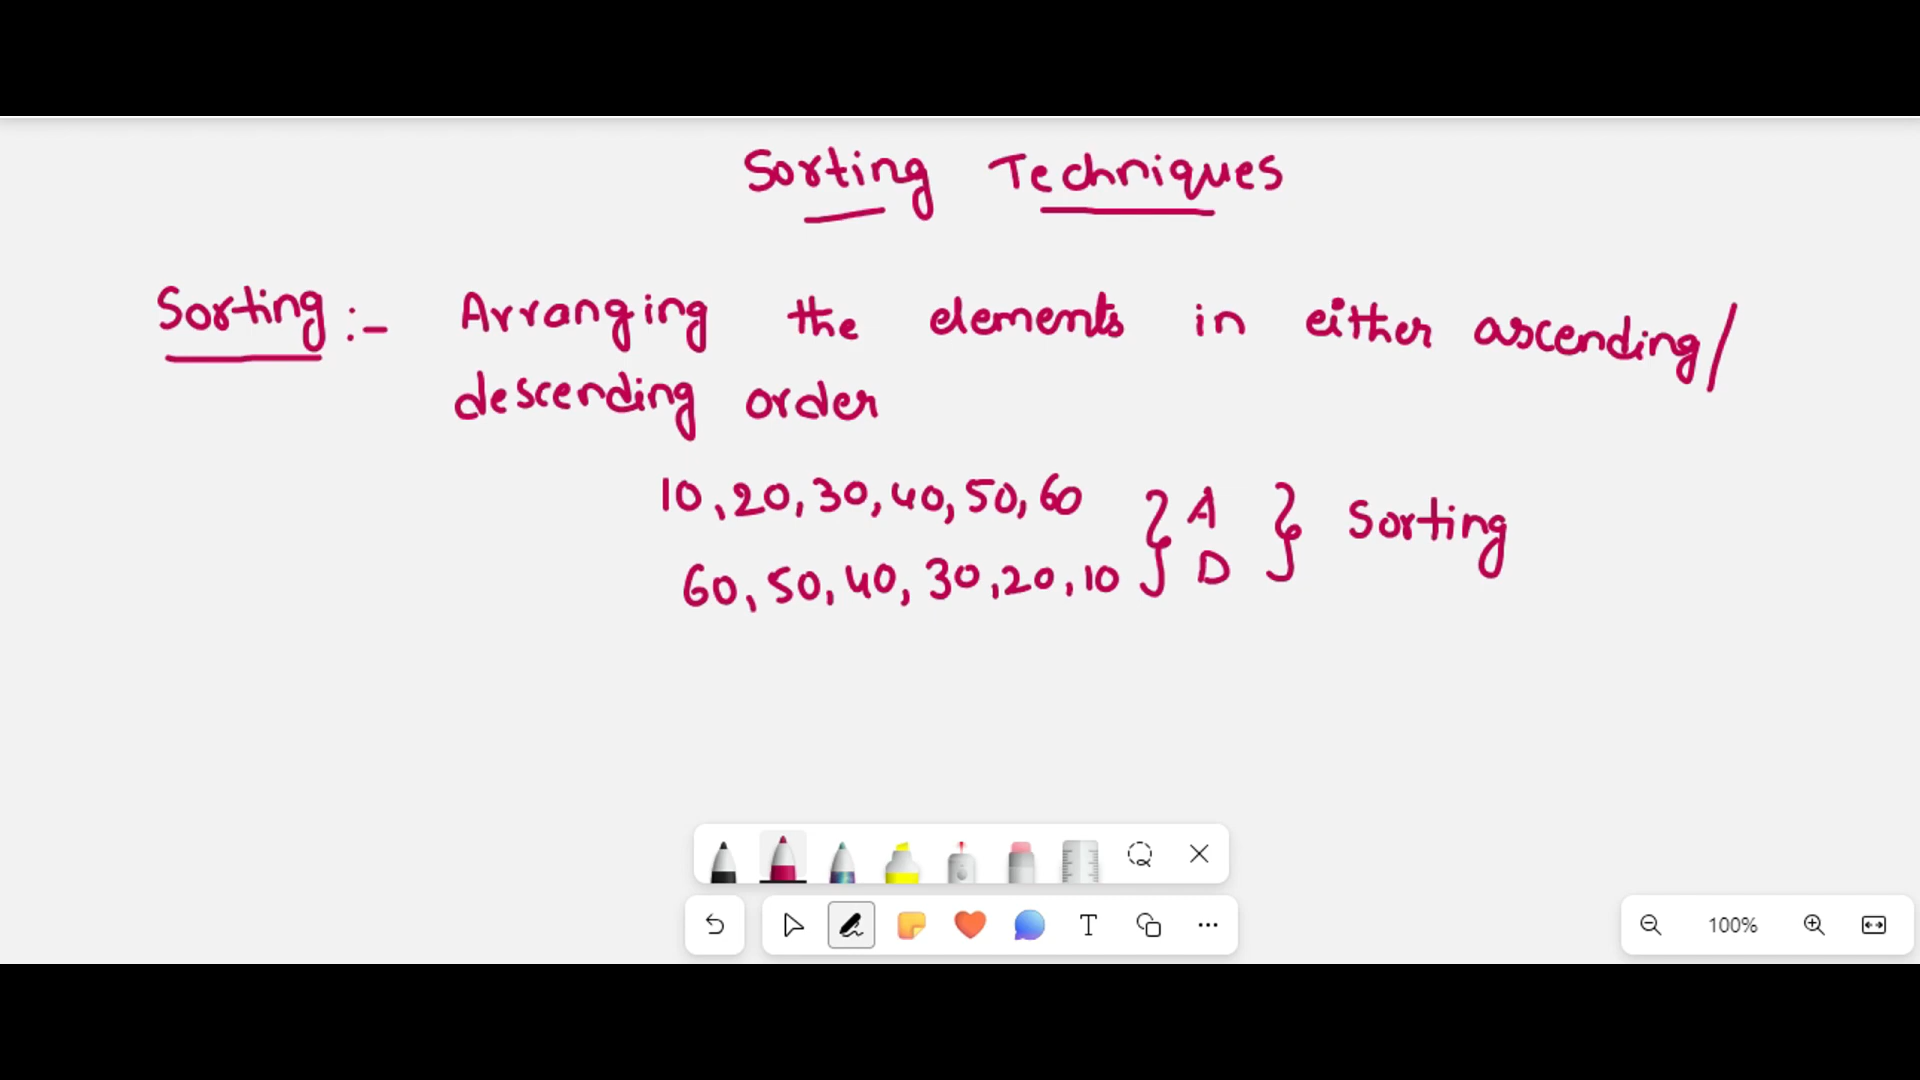 Sorting Techniques
Sorting :- Arranging the elements in either ascending/
descending order
10, 20, 30, 40, 50, 60 } A } Sorting
60, 50, 40, 30, 20, 10 } D
T
100%